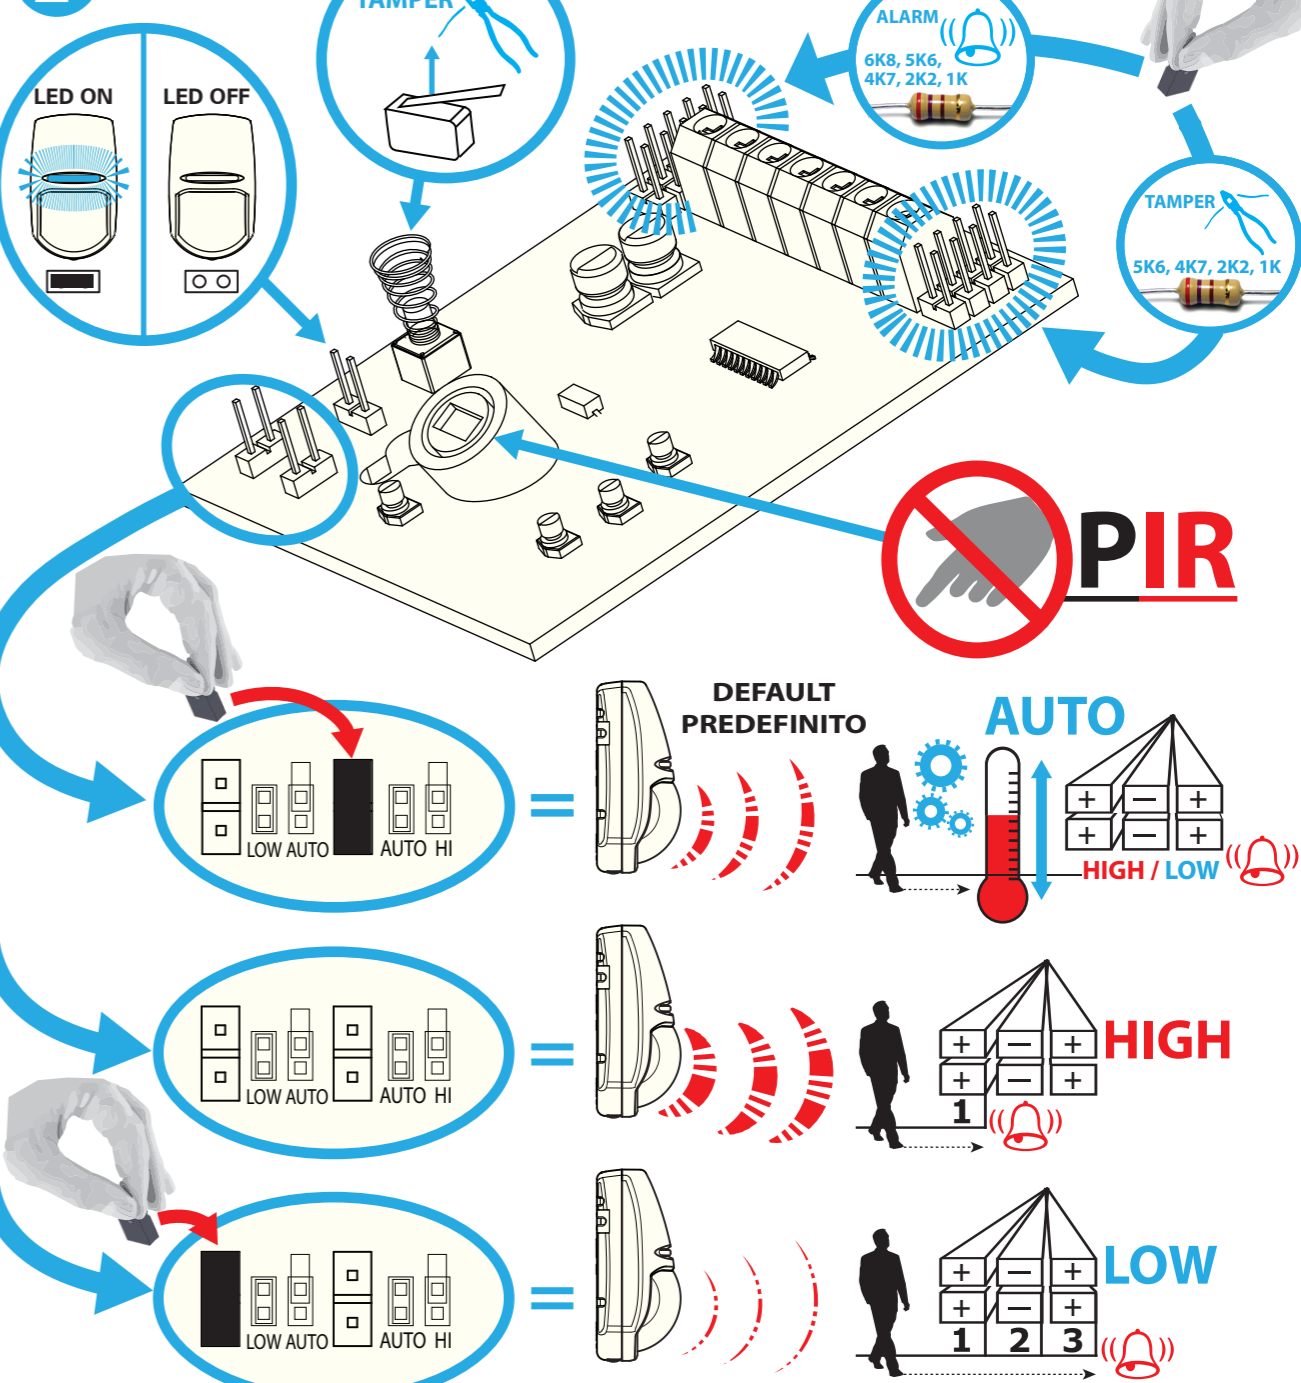 TAMPER
ALARM
6K8, 5K6,
4K7, 2K2, 1K
LED ON
LED OFF
TAMPER
5K6, 4K7, 2K2, 1K
PIR
DEFAULT
PREDEFINITO
AUTO
LOW AUTO
AUTO HI
+ − +
+ − +
HIGH / LOW
LOW AUTO
AUTO HI
+ − +
+ − +
HIGH
1
LOW AUTO
AUTO HI
+ − +
+ − +
LOW
1 2 3